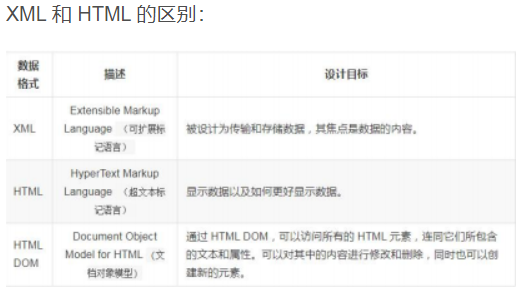 XML 和 HTML 的区别：
数据
格式
描述
设计目标
XML
Extensible Markup
Language （可扩展标
记语言）
被设计为传输和存储数据，其焦点是数据的内容。
HTML
HyperText Markup
Language （超文本标
记语言）
显示数据以及如何更好显示数据。
HTML
DOM
Document Object
Model for HTML （文
档对象模型）
通过 HTML DOM，可以访问所有的 HTML 元素，连同它们所包含
的文本和属性。可以对其中的内容进行修改和删除，同时也可以创
建新的元素。